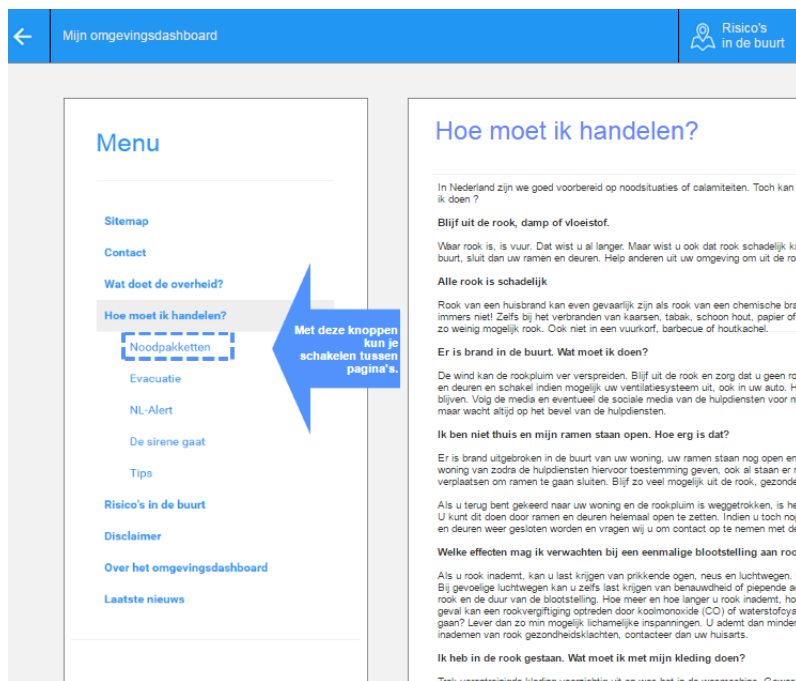 Mijn omgevingsdashboard
Risico's
in de buurt
Menu
Sitemap
Contact
Wat doet de overheid?
Hoe moet ik handelen?
Noodpakketten
Evacuatie
NL-Alert
De sirene gaat
Tips
Risico's in de buurt
Disclaimer
Over het omgevingsdashboard
Laatste nieuws
Met deze knoppen
kun je
schakelen tussen
pagina's.
Hoe moet ik handelen?
In Nederland zijn we goed voorbereid op noodsituaties of calamiteiten. Toch kan
ik doen ?
Blijf uit de rook, damp of vloeistof.
Waar rook is, is vuur. Dat wist u al langer. Maar wist u ook dat rook schadelijk
buurt, sluit dan uw ramen en deuren. Help anderen uit uw omgeving om uit de
Alle rook is schadelijk
Rook van een huisbrand kan even gevaarlijk zijn als rook van een chemische
immers niet! Zelfs bij het verbranden van kaarsen, tabak, schoon hout, papier of
zo weinig mogelijk rook. Ook niet in een vuurkorf, barbecue of houtkachel.
Er is brand in de buurt. Wat moet ik doen?
De wind kan de rookpluim ver verspreiden. Blijf uit de rook en zorg dat u geen
en deuren en schakel indien mogelijk uw ventilatiesysteem uit, ook in uw auto.
blijven. Volg de media en eventueel de sociale media van de hulpdiensten voor
maar wacht altijd op het bevel van de hulpdiensten.
Ik ben niet thuis en mijn ramen staan open. Hoe erg is dat?
Er is brand uitgebroken in de buurt van uw woning, uw ramen staan nog open en
woning van zodra de hulpdiensten hiervoor toestemming geven, ook al staan er
verplaatsen om ramen te gaan sluiten. Blijf zo veel mogelijk uit de rook,
Als u terug bent gekeerd naar uw woning en de rookpluim is weggetrokken, is
U kunt dit doen door ramen en deuren helemaal open te zetten. Indien u toch
en deuren weer gesloten worden en vragen wij u om contact op te nemen met
Welke effecten mag ik verwachten bij een eenmalige blootstelling aan
Als u rook inademt, kan u last krijgen van prikkende ogen, neus en luchtwegen.
Bij gevoelige luchtwegen kan u zelfs last krijgen van benauwdheid of piepende
rook en de duur van de blootstelling. Hoe meer en hoe langer u rook inademt,
geval kan een rookvergiftiging optreden door koolmonoxide (CO) of
gaan? Lever dan zo min mogelijk lichamelijke inspanningen. U ademt dan minder
inademen van rook gezondheidsklachten, contacteer dan uw huisarts.
Ik heb in de rook gestaan. Wat moet ik met mijn kleding doen?